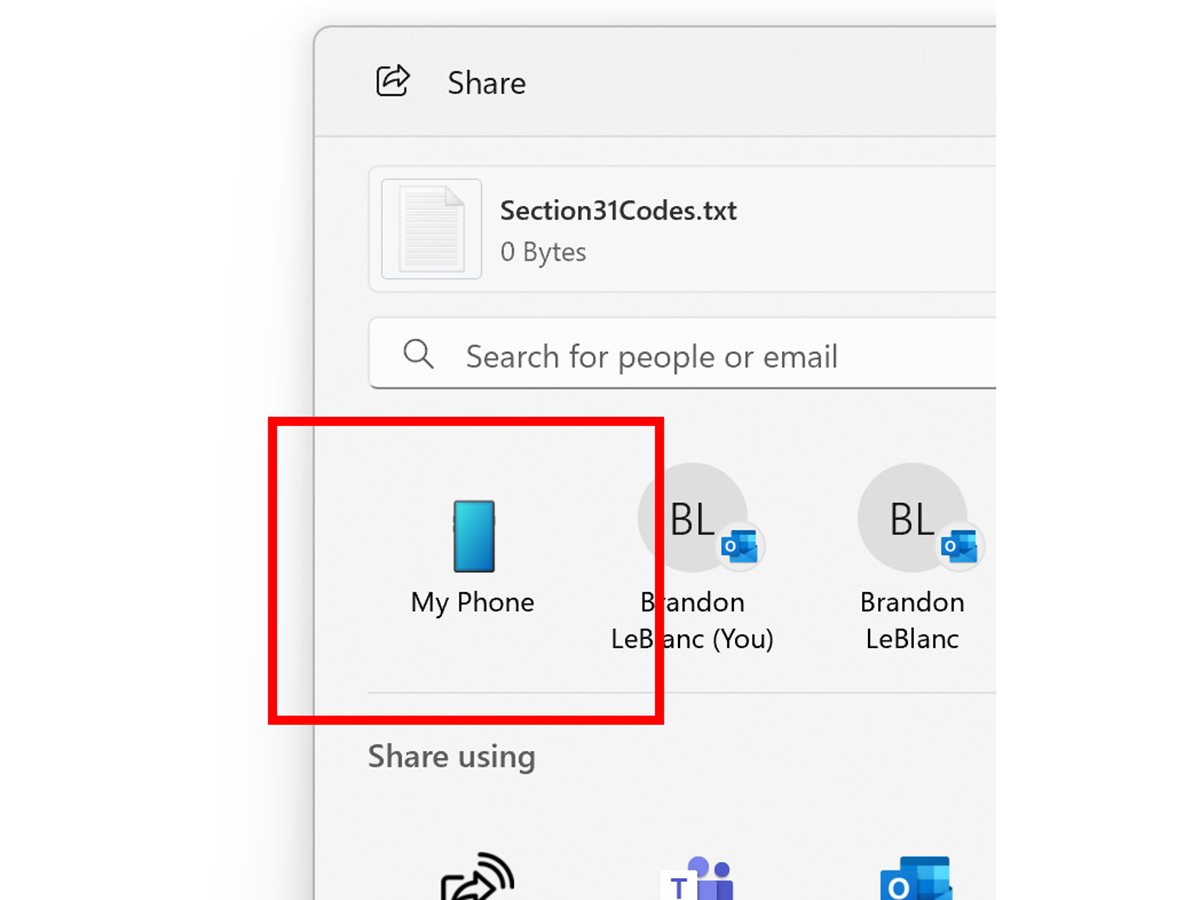 Share
Section31Codes.txt
0 Bytes
Search for people or email
My Phone
BL
Brandon
LeBlanc (You)
BL
Brandon
LeBlanc
Share using
T
O